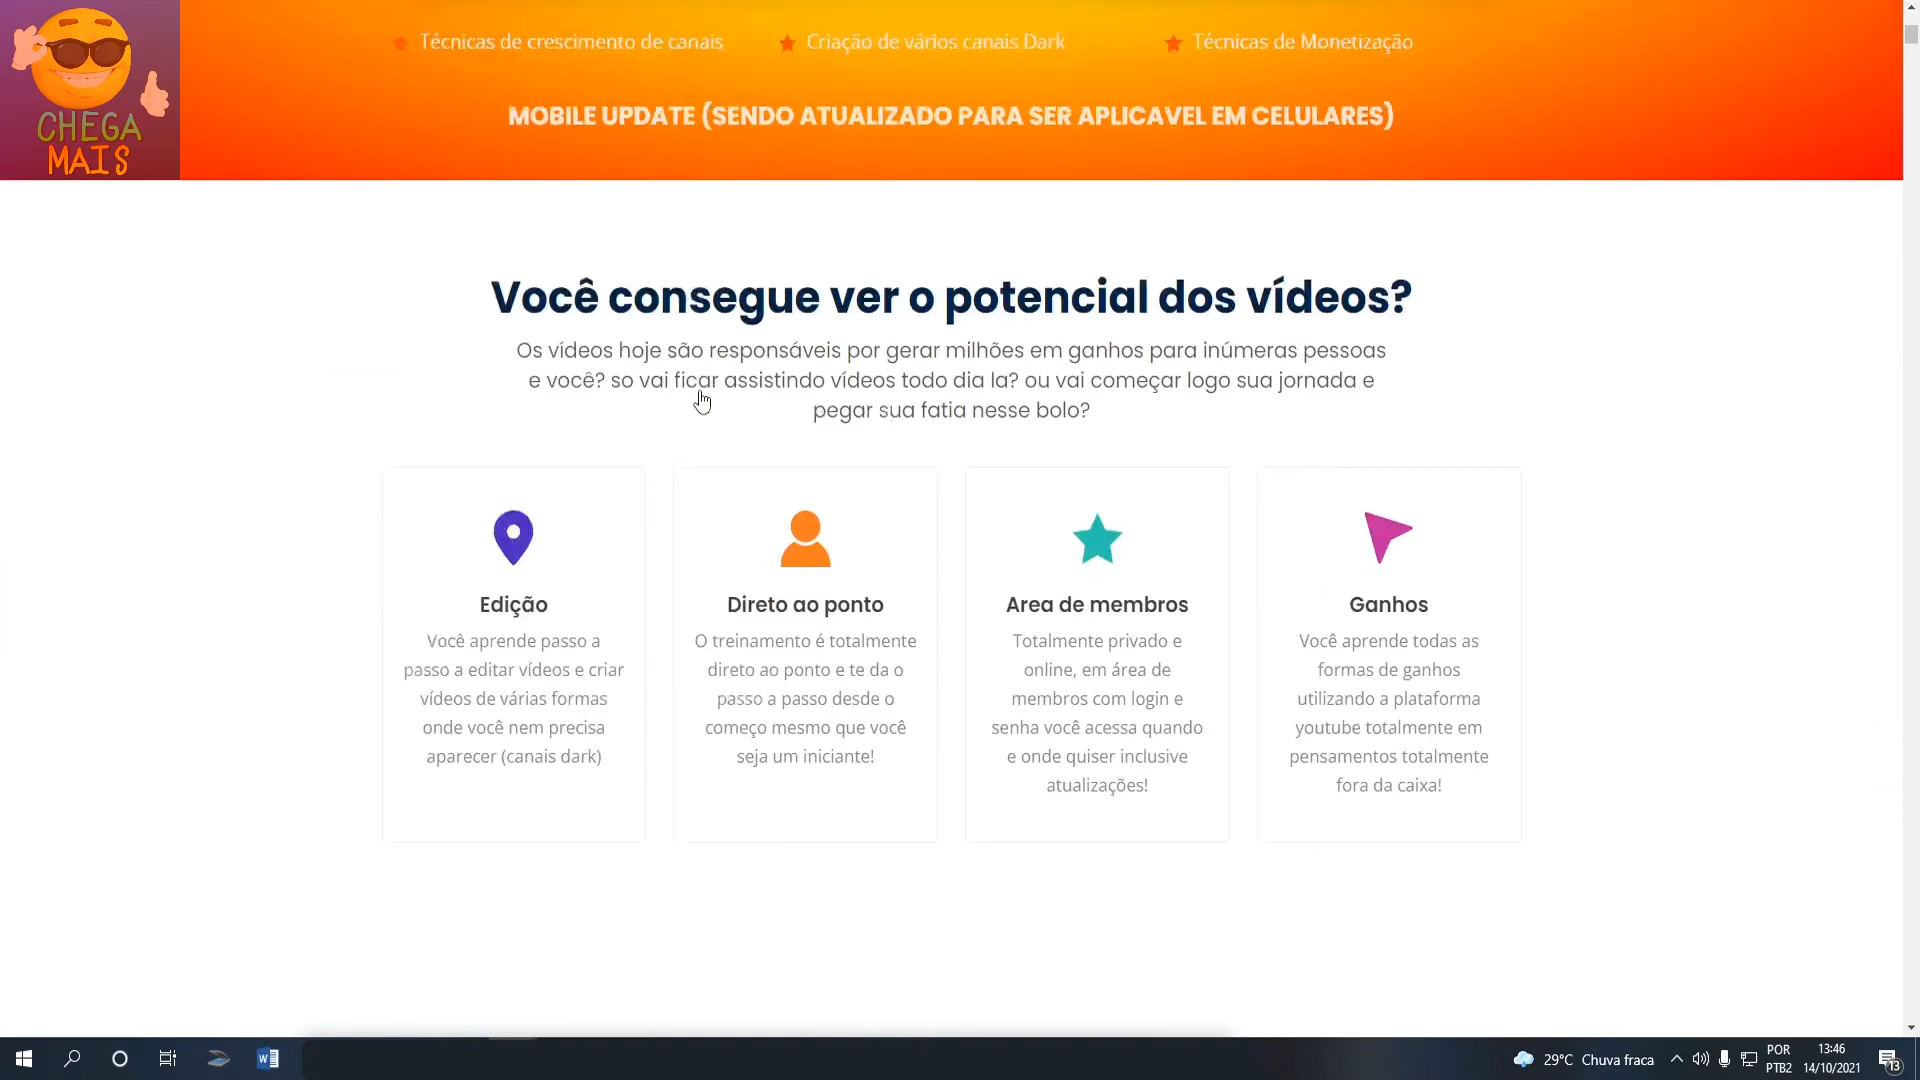 CHEGA
MAIS
Técnicas de crescimento de canais
Criação de vários canais Dark
Técnicas de Monetização
MOBILE UPDATE (SENDO ATUALIZADO PARA SER APLICAVEL EM CELULARES)
Você consegue ver o potencial dos vídeos?
Os vídeos hoje são responsáveis por gerar milhões em ganhos para inúmeras pessoas
e você? so vai ficar assistindo vídeos todo dia la? ou vai começar logo sua jornada e
pegar sua fatia nesse bolo?
Edição
Você aprende passo a
passo a editar vídeos e criar
vídeos de várias formas
onde você nem precisa
aparecer (canais dark)
Direto ao ponto
O treinamento é totalmente
direto ao ponto e te da o
passo a passo desde o
começo mesmo que você
seja um iniciante!
Area de membros
Totalmente privado e
online, em área de
membros com login e
senha você acessa quando
e onde quiser inclusive
atualizações!
Ganhos
Você aprende todas as
formas de ganhos
utilizando a plataforma
youtube totalmente em
pensamentos totalmente
fora da caixa!
W
29°C Chuva fraca
POR
PTB2
13:46
14/10/2021
13